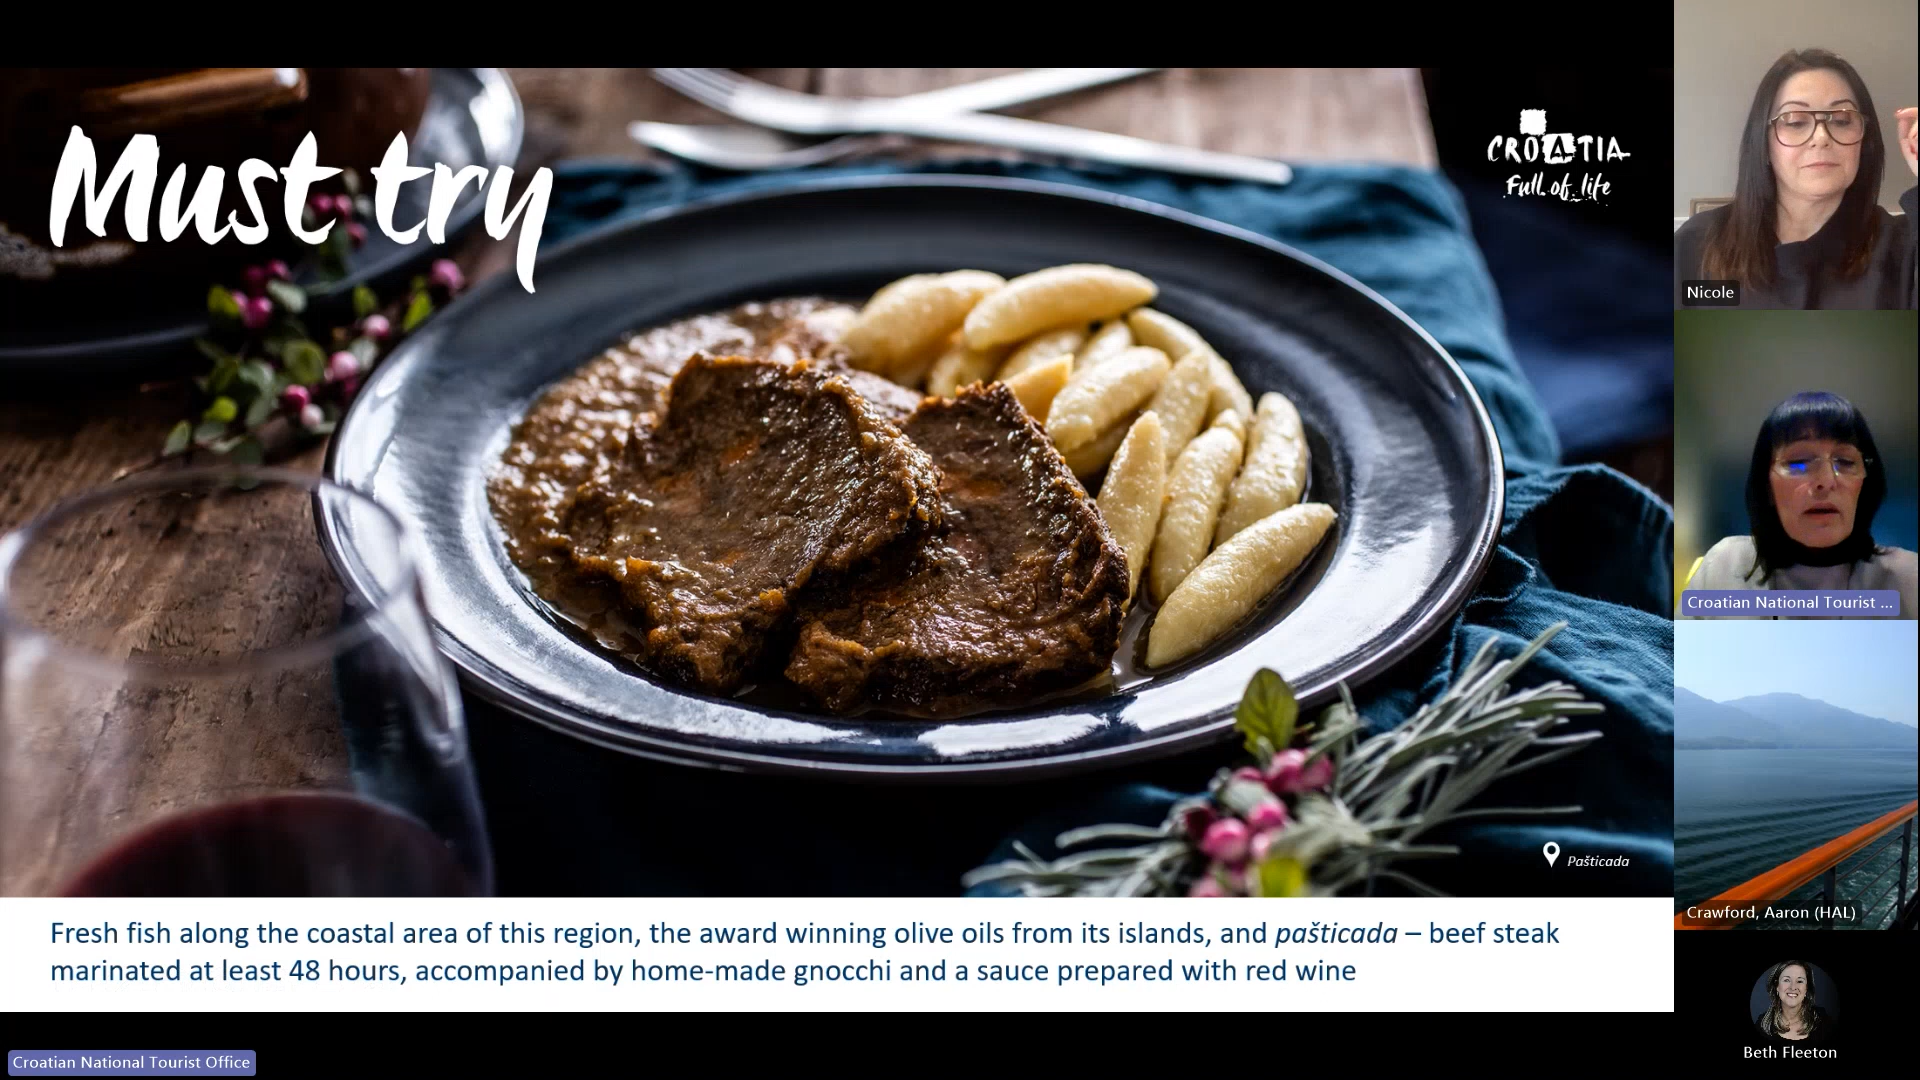 Must try
CROATIA
Full of life
Pašticada
Fresh fish along the coastal area of this region, the award winning olive oils from its islands, and pašticada – beef steak
marinated at least 48 hours, accompanied by home-made gnocchi and a sauce prepared with red wine
Croatian National Tourist Office
Nicole
Croatian National Tourist ...
Crawford, Aaron (HAL)
Beth Fleeton